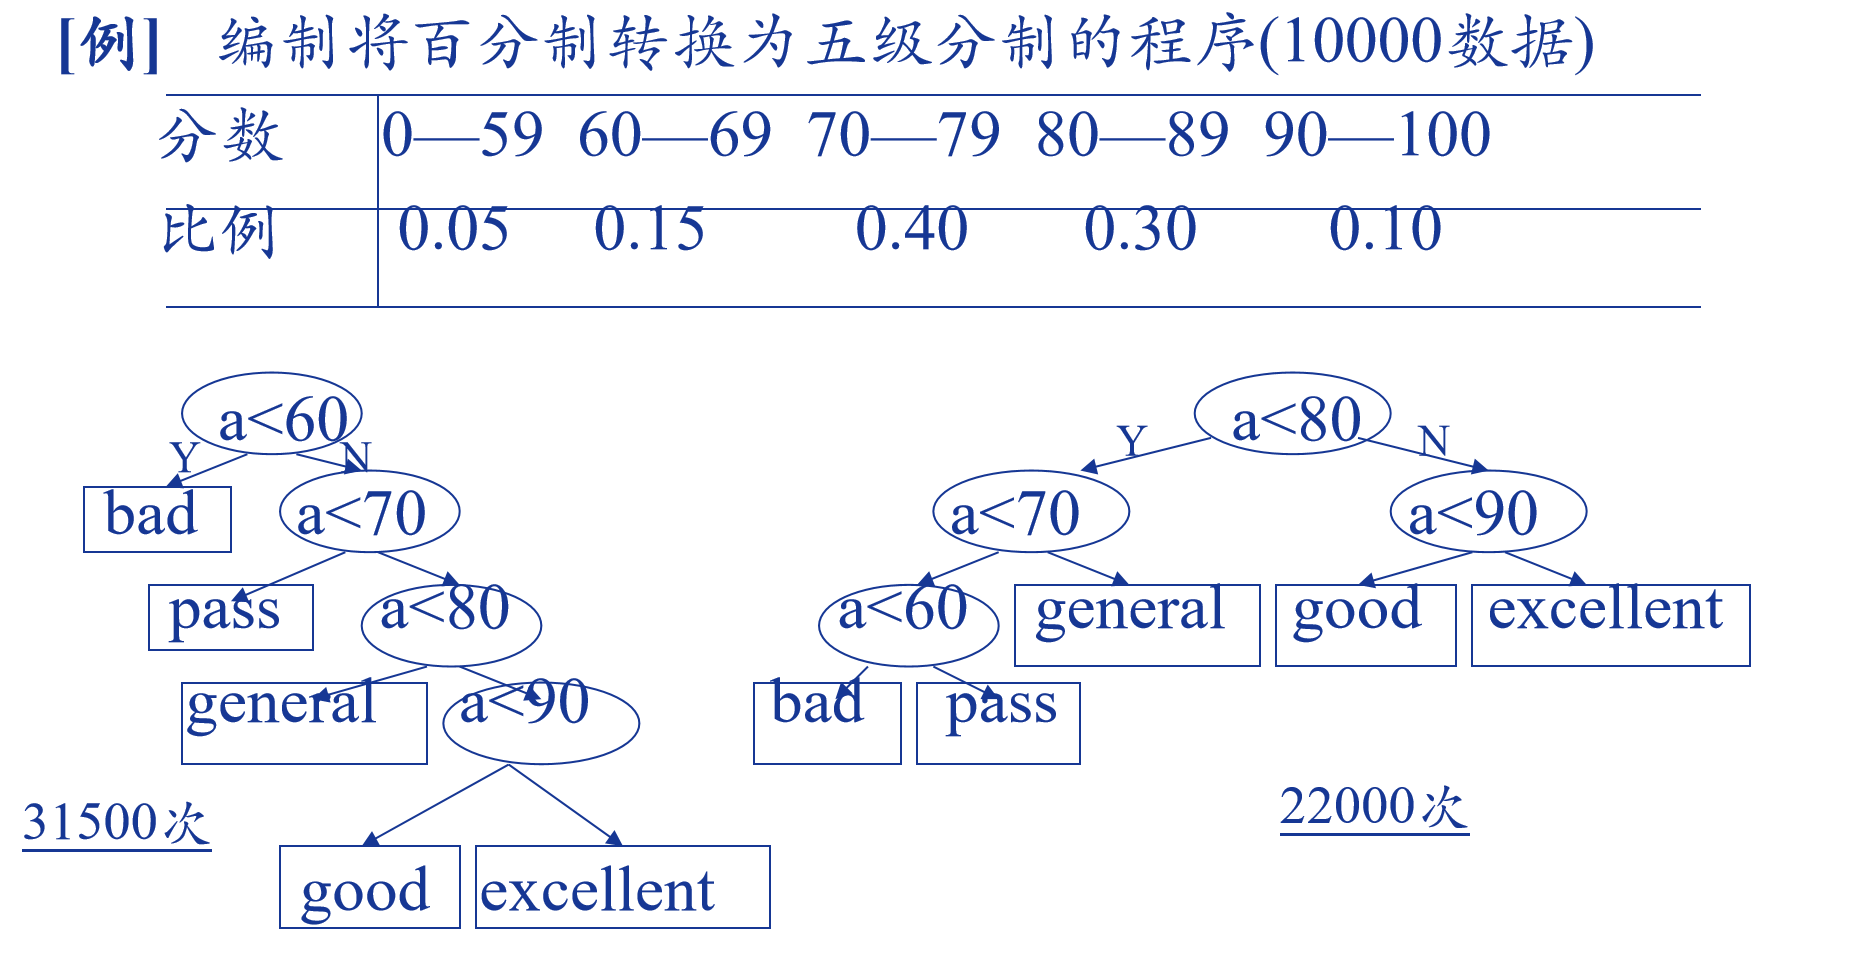 [例] 编制将百分制转换为五级分制的程序(10000数据)
分数 0—59 60—69 70—79 80—89 90—100
比例 0.05 0.15 0.40 0.30 0.10
a<60
Y N
bad a<70
pass a<80
general a<90
good excellent
31500次
a<80
Y N
a<70 a<90
a<60 general good excellent
bad pass
22000次